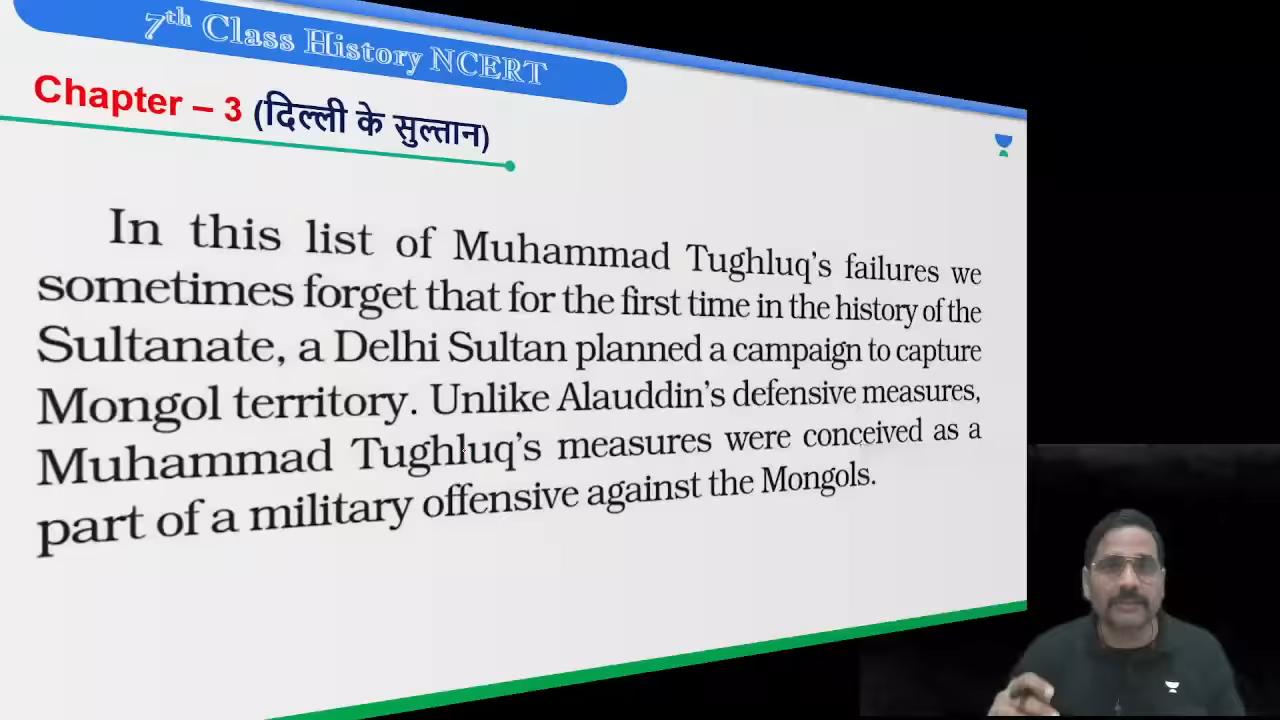 7th Class History NCERT
Chapter – 3 (दिल्ली के सुल्तान)
In this list of Muhammad Tughluq's failures we
sometimes forget that for the first time in the history of the
Sultanate, a Delhi Sultan planned a campaign to capture
Mongol territory. Unlike Alauddin's defensive measures,
Muhammad Tughluq's measures were conceived as a
part of a military offensive against the Mongols.